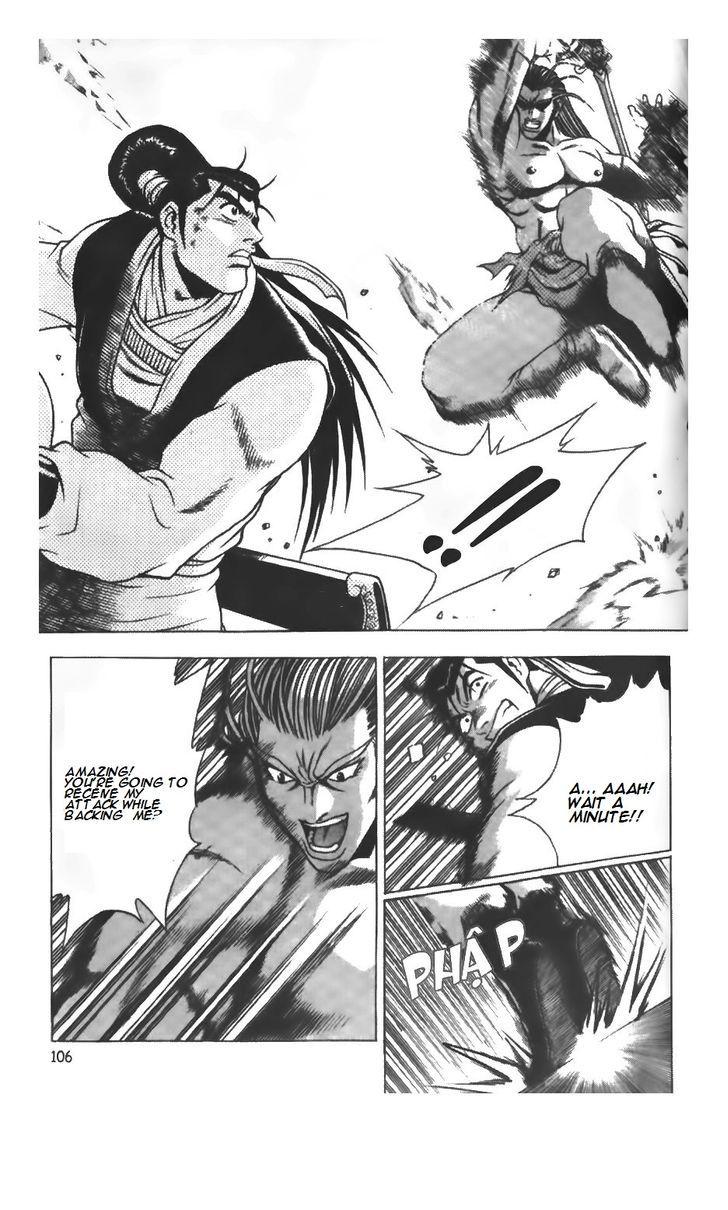 !!
AMAZING!
YOU'RE GOING TO
RECEIVE MY
ATTACK WHILE
BACKING ME?
A... AAAH!
WAIT A
MINUTE!!
PHẬP
106